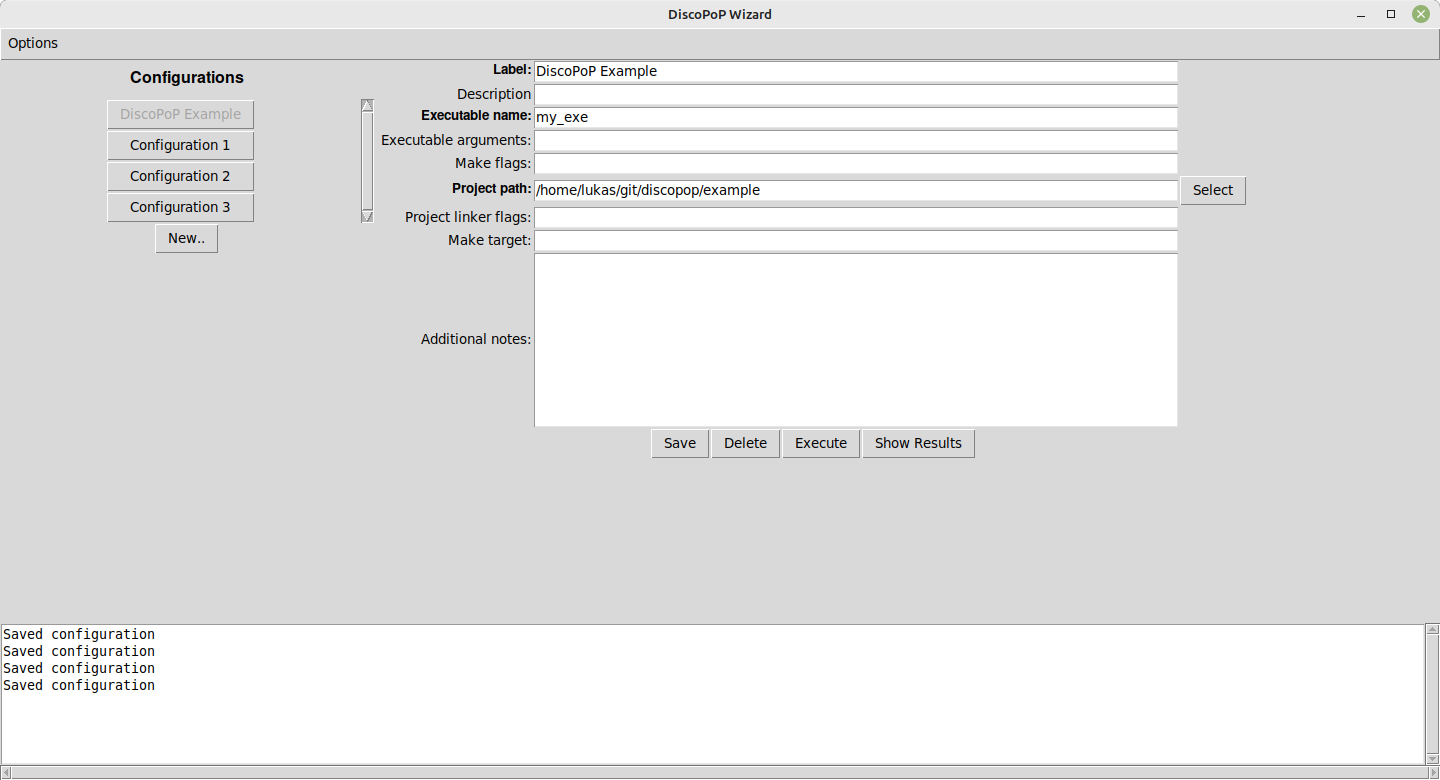 DiscoPoP Wizard
Options
Configurations
DiscoPoP Example
Configuration 1
Configuration 2
Configuration 3
New..
Label: DiscoPoP Example
Description
Executable name: my_exe
Executable arguments:
Make flags:
Project path: /home/lukas/git/discopop/example Select
Project linker flags:
Make target:
Additional notes:
Save Delete Execute Show Results
Saved configuration
Saved configuration
Saved configuration
Saved configuration